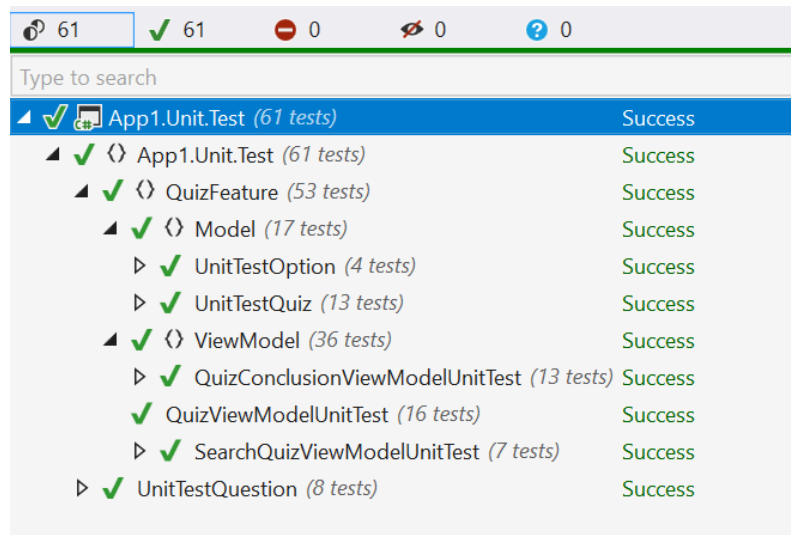 61 61 0 0 0
Type to search
App1.Unit.Test (61 tests) Success
App1.Unit.Test (61 tests) Success
QuizFeature (53 tests) Success
Model (17 tests) Success
UnitTestOption (4 tests) Success
UnitTestQuiz (13 tests) Success
ViewModel (36 tests) Success
QuizConclusionViewModelUnitTest (13 tests) Success
QuizViewModelUnitTest (16 tests) Success
SearchQuizViewModelUnitTest (7 tests) Success
UnitTestQuestion (8 tests) Success